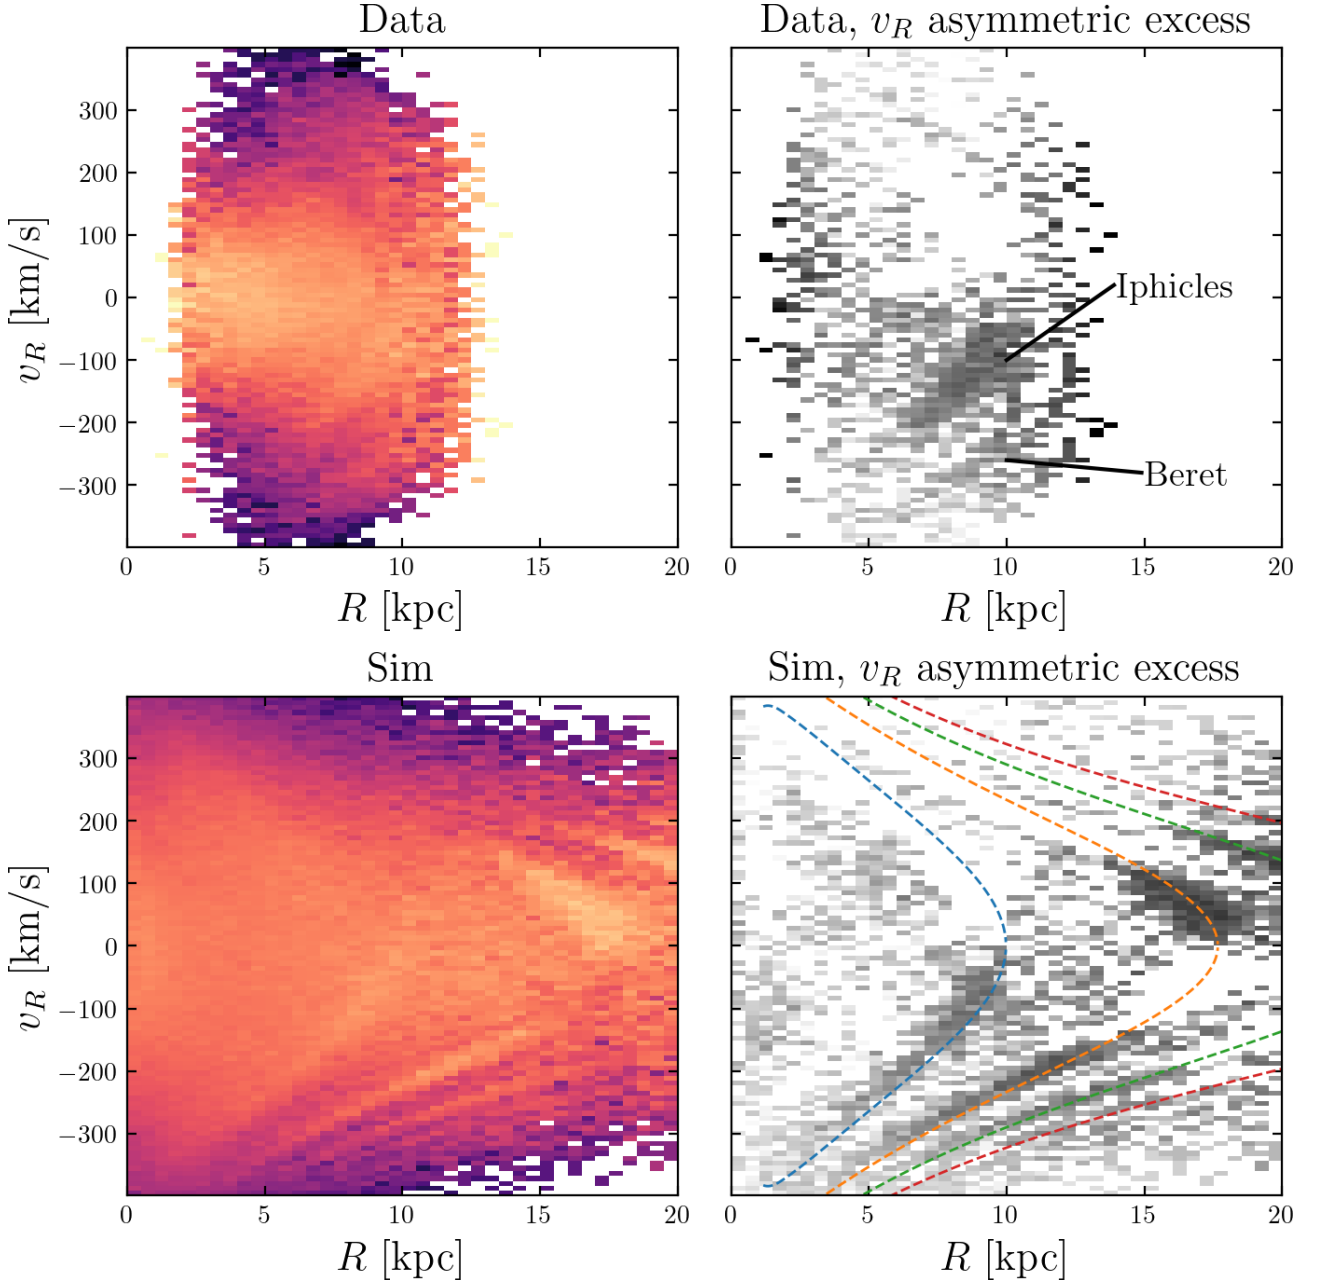 Data
Data, v_R asymmetric excess
v_R [km/s]
300
200
100
0
−100
−200
−300
Iphicles
Beret
0 5 10 15 20
0 5 10 15 20
R [kpc]
R [kpc]
Sim
Sim, v_R asymmetric excess
v_R [km/s]
300
200
100
0
−100
−200
−300
0 5 10 15 20
0 5 10 15 20
R [kpc]
R [kpc]